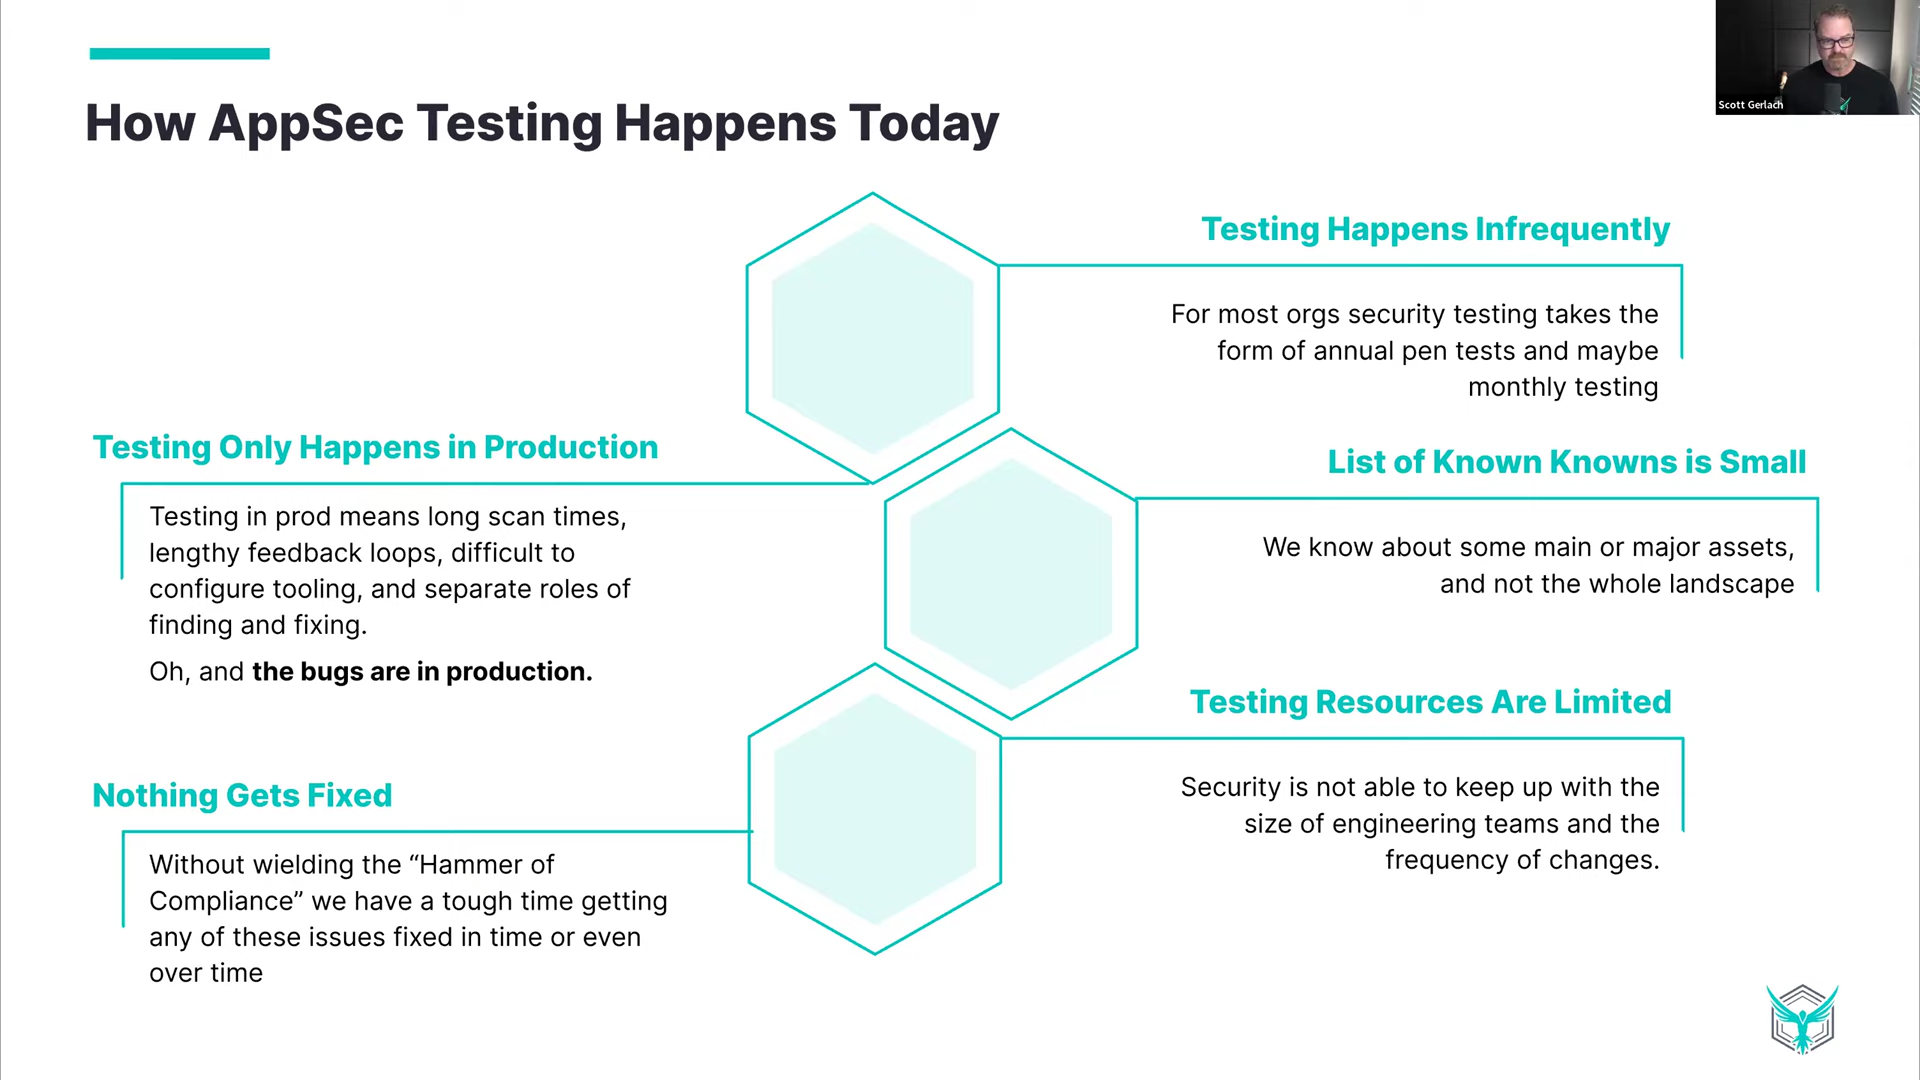 How AppSec Testing Happens Today
Scott Gerlach
Testing Happens Infrequently
For most orgs security testing takes the
form of annual pen tests and maybe
monthly testing
Testing Only Happens in Production
Testing in prod means long scan times,
lengthy feedback loops, difficult to
configure tooling, and separate roles of
finding and fixing.
Oh, and the bugs are in production.
List of Known Knowns is Small
We know about some main or major assets,
and not the whole landscape
Testing Resources Are Limited
Security is not able to keep up with the
size of engineering teams and the
frequency of changes.
Nothing Gets Fixed
Without wielding the “Hammer of
Compliance” we have a tough time getting
any of these issues fixed in time or even
over time